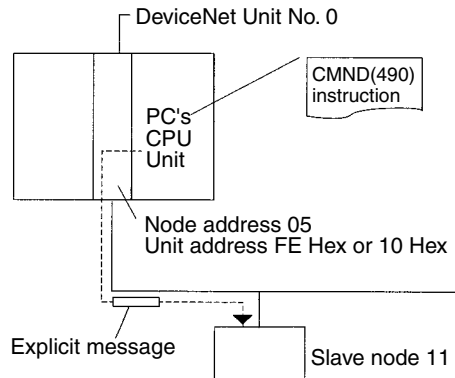 DeviceNet Unit No. 0
CMND(490)
instruction
PC's
CPU
Unit
Node address 05
Unit address FE Hex or 10 Hex
Explicit message
Slave node 11